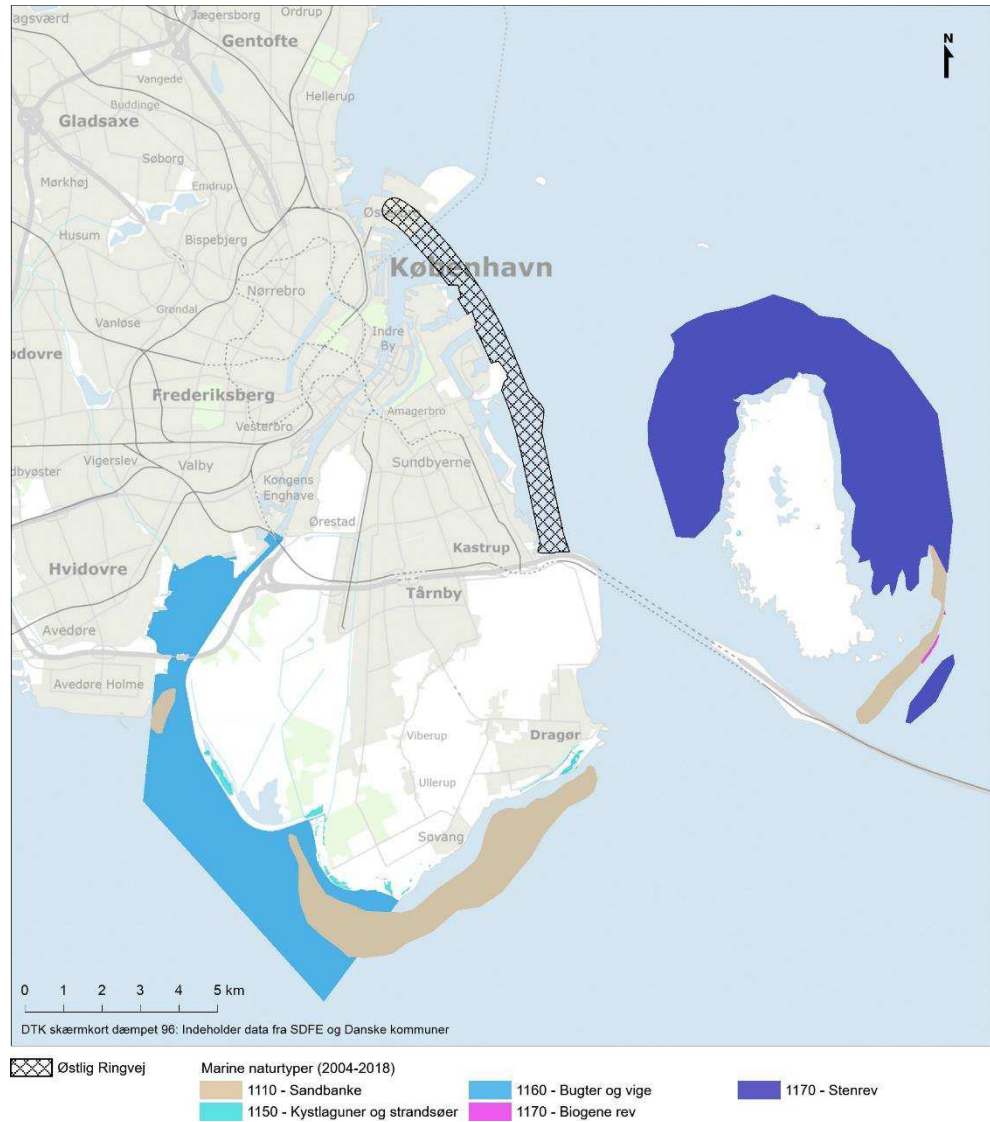 agsværd
Jægersborg
Ordrup
Gentofte
N
Vangede
Hellerup
Buddinge
Gladsaxe
Søborg
Mørkhøj
Emdrup
Husum
Bispebjerg
København
Nørrebro
Grøndal
Vanløse
Indre
By
ødovre
Frederiksberg
Amagerbro
Vesterbro
dbyøster
Vigerslev
Valby
Sundbyerne
Kongens
Enghave
Ørestad
Kastrup
Hvidovre
Tårnby
Avedøre
Avedøre Holme
Viberup
Dragør
Ullerup
Søvang
0 1 2 3 4 5 km
DTK skærmkort dæmpet 96: Indeholder data fra SDFE og Danske kommuner
Østlig Ringvej
Marine naturtyper (2004-2018)
1110 - Sandbanke
1160 - Bugter og vige
1170 - Stenrev
1150 - Kystlaguner og strandsøer
1170 - Biogene rev